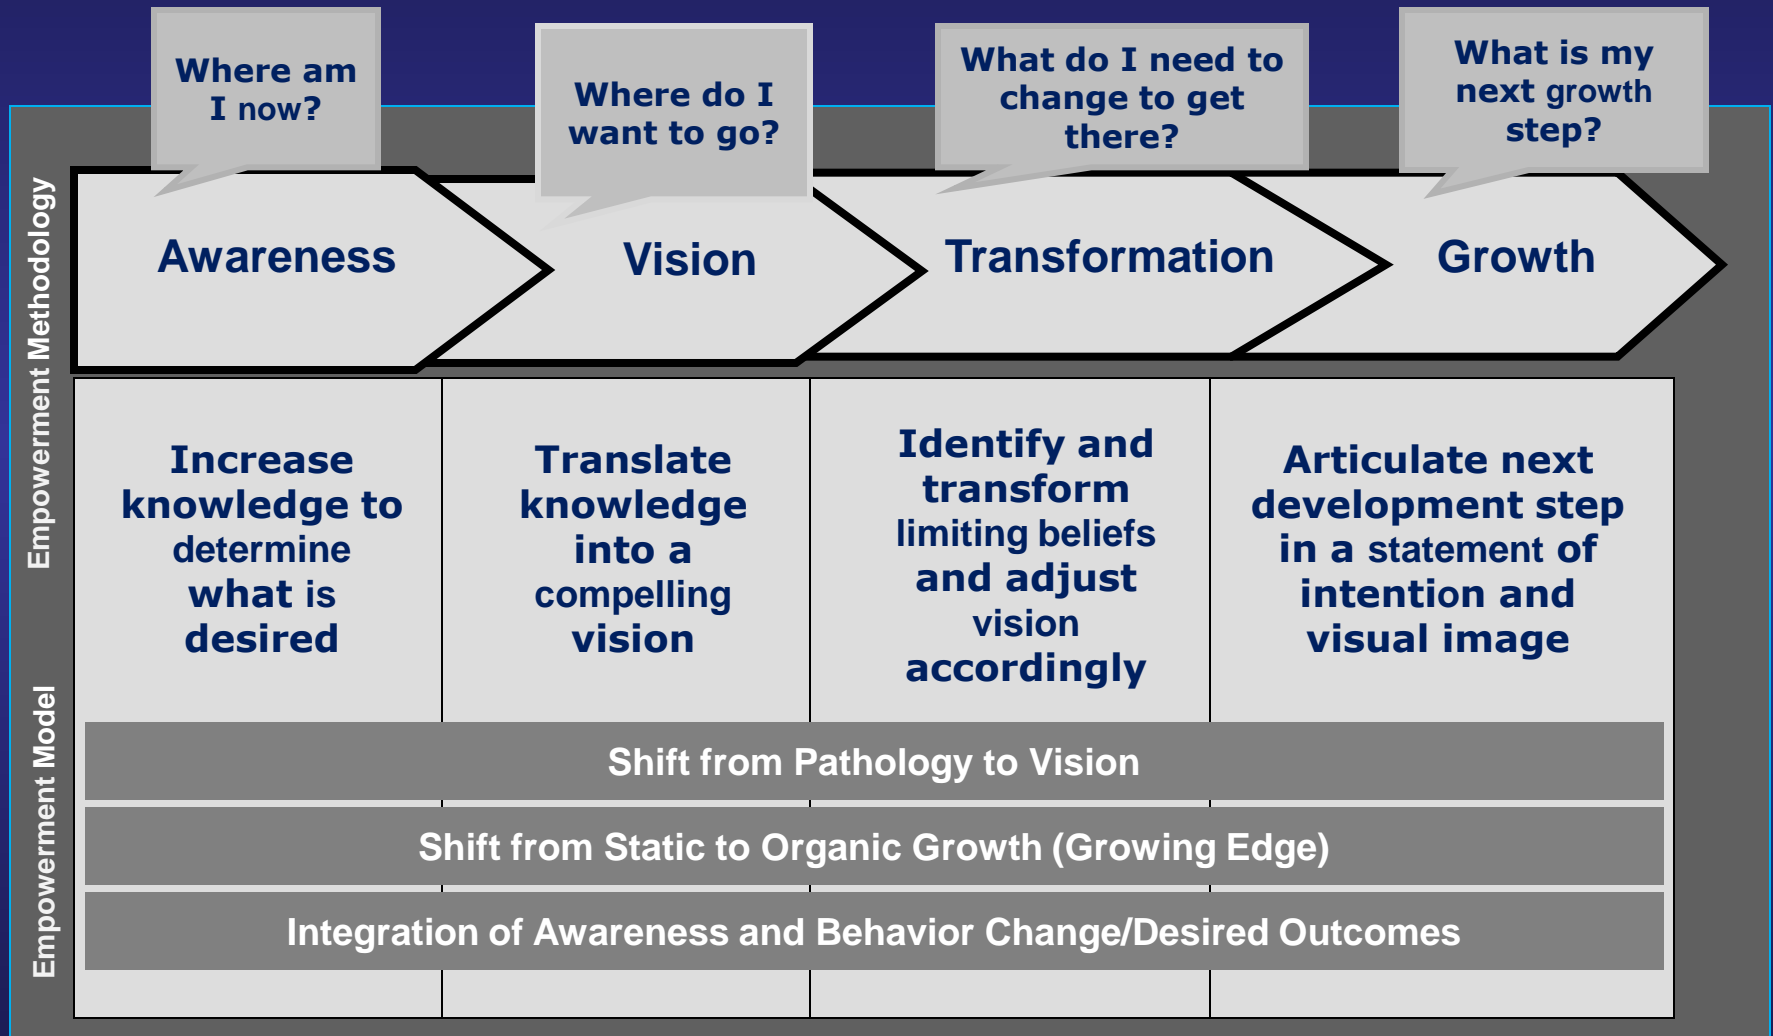 Where am
I now?
Where do I
want to go?
What do I need to
change to get
there?
What is my
next growth
step?
Empowerment Methodology
Awareness
Vision
Transformation
Growth
Increase
knowledge to
determine
what is
desired
Translate
knowledge
into a
compelling
vision
Identify and
transform
limiting beliefs
and adjust
vision
accordingly
Articulate next
development step
in a statement of
intention and
visual image
Empowerment Model
Shift from Pathology to Vision
Shift from Static to Organic Growth (Growing Edge)
Integration of Awareness and Behavior Change/Desired Outcomes